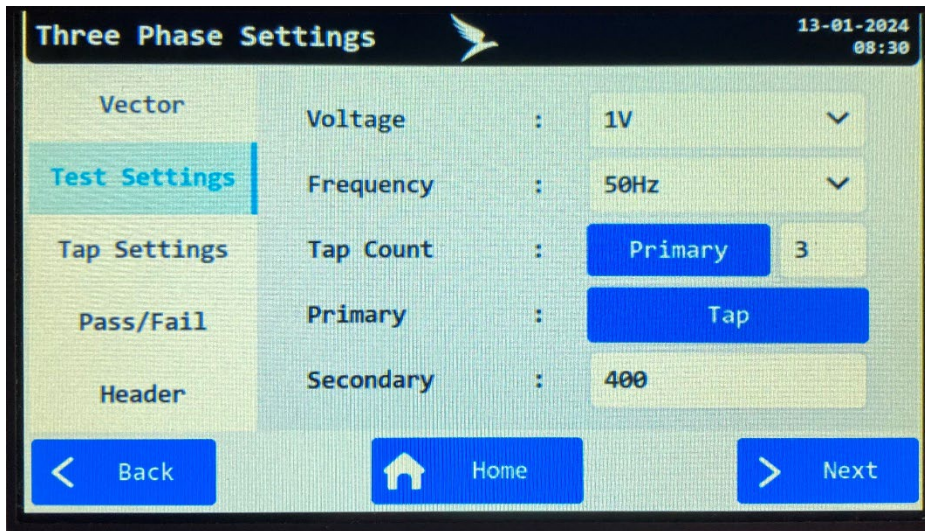 Three Phase Settings
13-01-2024
08:30
Vector
Test Settings
Tap Settings
Pass/Fail
Header
Voltage : 1V
Frequency : 50Hz
Tap Count : Primary 3
Primary : Tap
Secondary : 400
Back
Home
Next